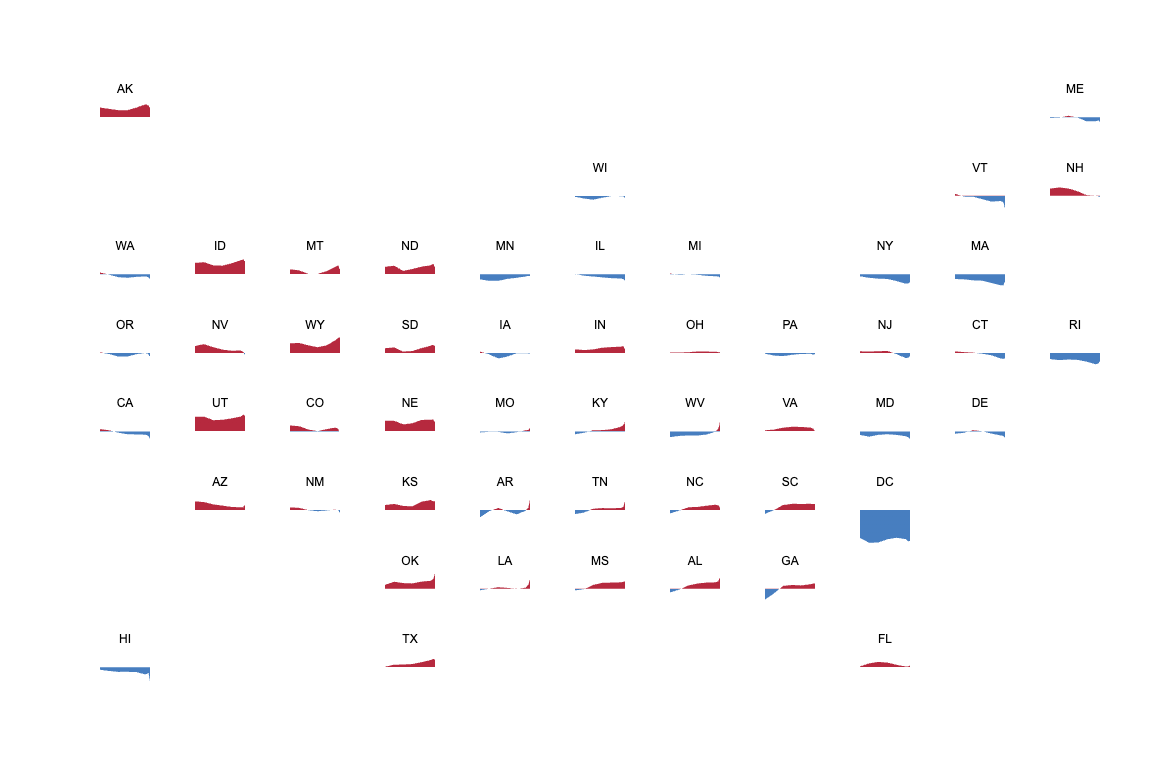 AK ME
WI VT NH
WA ID MT ND MN IL MI NY MA
OR NV WY SD IA IN OH PA NJ CT RI
CA UT CO NE MO KY WV VA MD DE
AZ NM KS AR TN NC SC DC
OK LA MS AL GA
HI TX FL